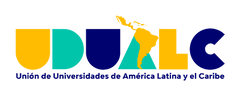 UDUALC
Unión de Universidades de América Latina y el Caribe